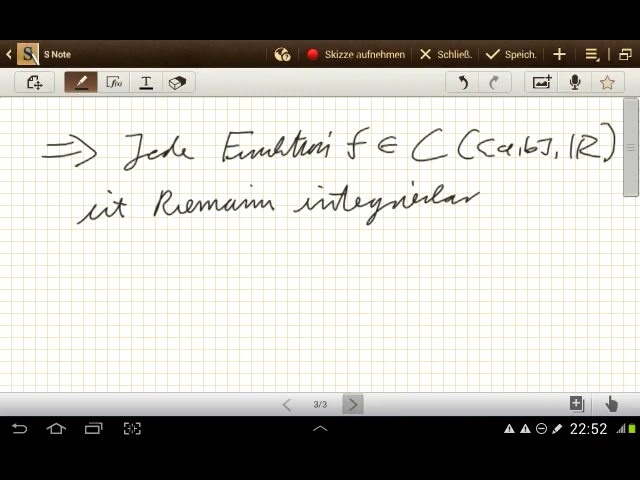 S Note
Skizze aufnehmen
Schließ.
Speich.
f(x)
T
⇒ Jede Funktion f ∈ C([a,b], ℝ)
ist Riemann integrierbar
3/3
22:52